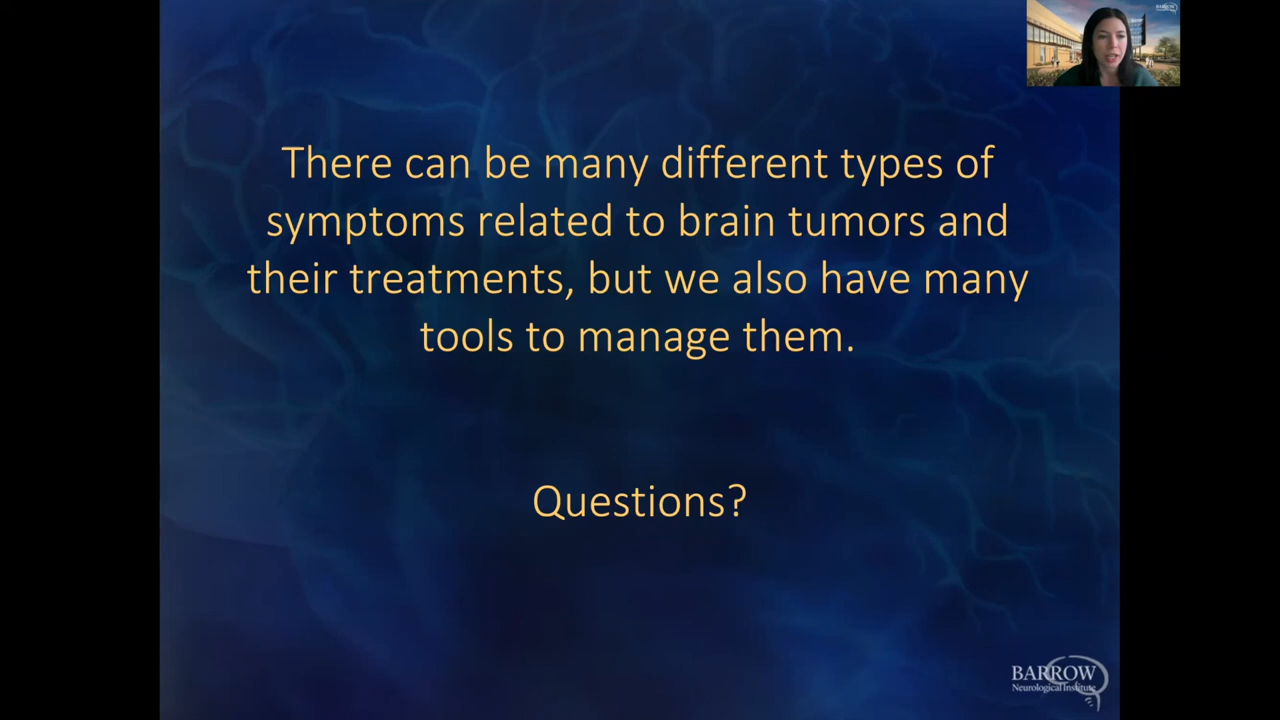 BARROW
There can be many different types of
symptoms related to brain tumors and
their treatments, but we also have many
tools to manage them.
Questions?
BARROW
Neurological Institute